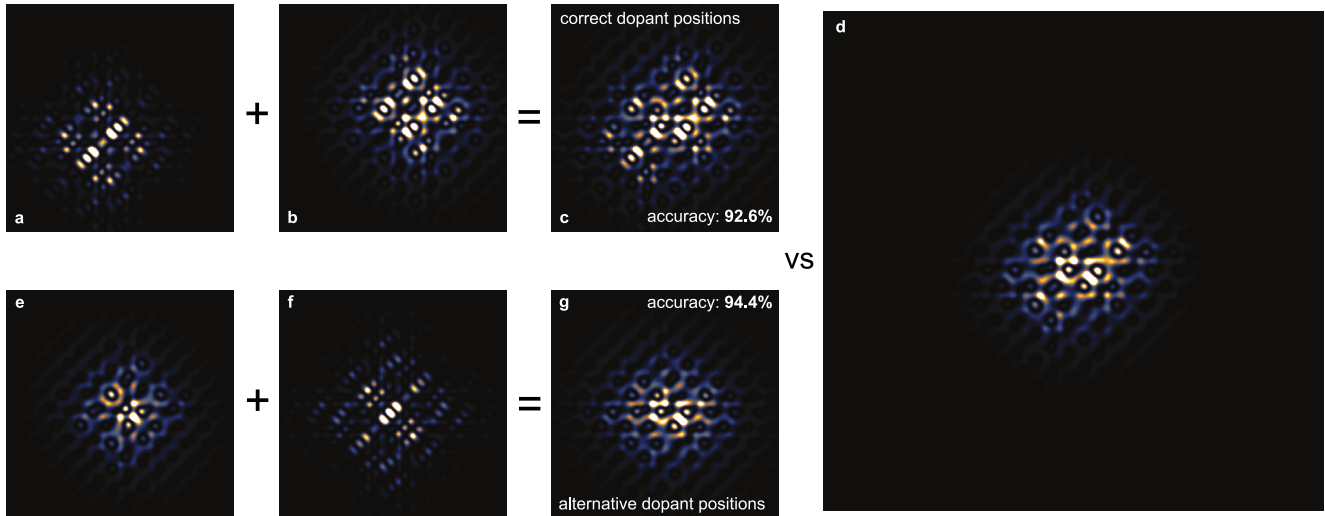 a
+
b
=
correct dopant positions
c
accuracy: 92.6%
vs
d
e
+
f
=
g
accuracy: 94.4%
alternative dopant positions